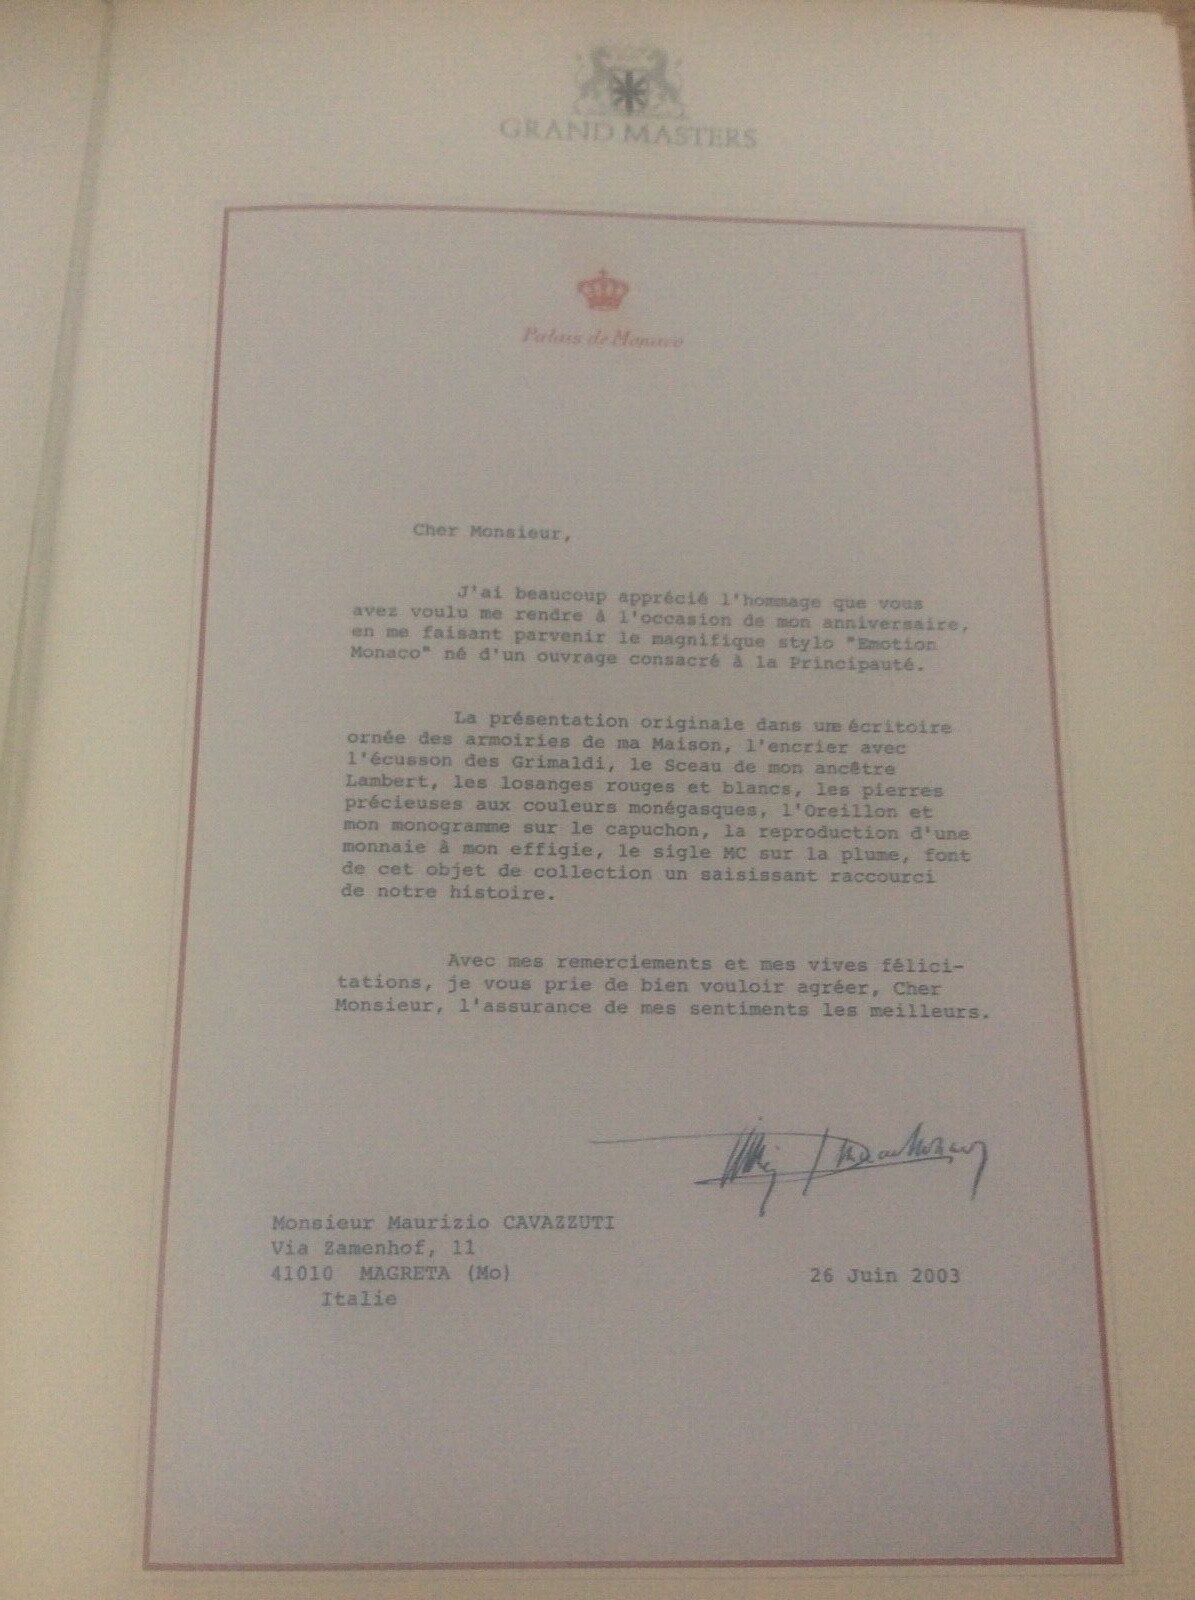 GRAND MASTERS
Palais de Monaco
Cher Monsieur,
J'ai beaucoup apprécié l'hommage que vous
avez voulu me rendre à l'occasion de mon anniversaire,
en me faisant parvenir le magnifique stylo "Emotion
Monaco" né d'un ouvrage consacré à la Principauté.
La présentation originale dans une écritoire
ornée des armoiries de ma Maison, l'encrier avec
l'écusson des Grimaldi, le Sceau de mon ancêtre
Lambert, les losanges rouges et blancs, les pierres
précieuses aux couleurs monégasques, l'Oreillon et
mon monogramme sur le capuchon, la reproduction d'une
monnaie à mon effigie, le sigle MC sur la plume, font
de cet objet de collection un saisissant raccourci
de notre histoire.
Avec mes remerciements et mes vives félici-
tations, je vous prie de bien vouloir agréer, Cher
Monsieur, l'assurance de mes sentiments les meilleurs.
Monsieur Maurizio CAVAZZUTI
Via Zamenhof, 11
41010 MAGRETA (Mo)
Italie
26 Juin 2003